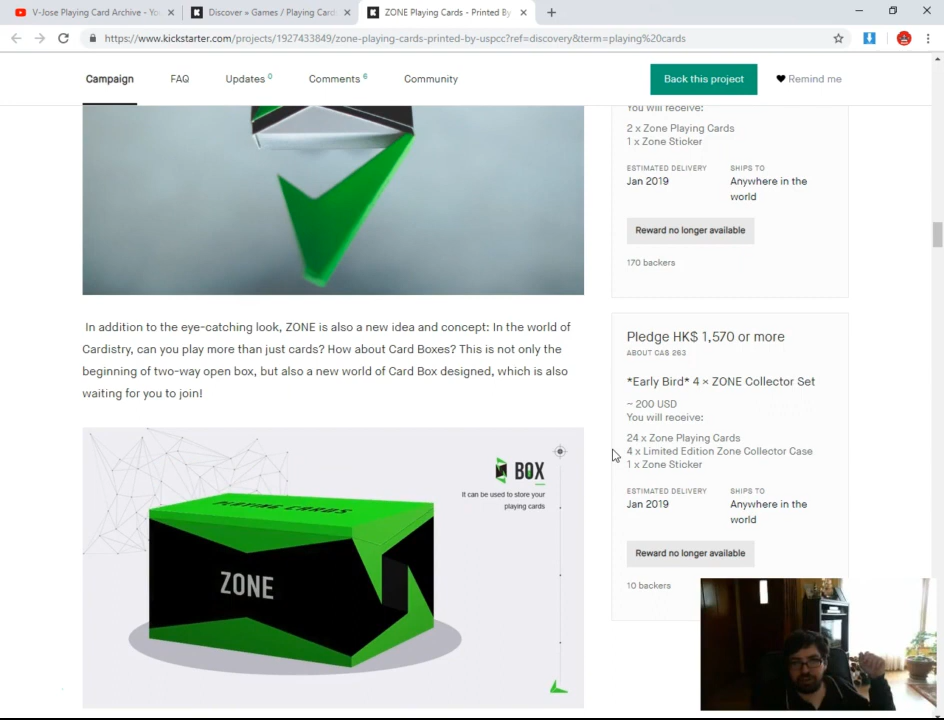 V-Jose Playing Card Archive - Yo
Discover » Games / Playing Card
ZONE Playing Cards - Printed By
https://www.kickstarter.com/projects/1927433849/zone-playing-cards-printed-by-uspcc?ref=discovery&term=playing%20cards
Campaign
FAQ
Updates 0
Comments 6
Community
Back this project
Remind me
You will receive:
2 x Zone Playing Cards
1 x Zone Sticker
ESTIMATED DELIVERY
Jan 2019
SHIPS TO
Anywhere in the
world
Reward no longer available
170 backers
In addition to the eye-catching look, ZONE is also a new idea and concept: In the world of
Cardistry, can you play more than just cards? How about Card Boxes? This is not only the
beginning of two-way open box, but also a new world of Card Box designed, which is also
waiting for you to join!
BOX
It can be used to store your
playing cards
PLAYING CARDS
ZONE
Pledge HK$ 1,570 or more
ABOUT CA$ 263
*Early Bird* 4 × ZONE Collector Set
~ 200 USD
You will receive:
24 x Zone Playing Cards
4 x Limited Edition Zone Collector Case
1 x Zone Sticker
ESTIMATED DELIVERY
Jan 2019
SHIPS TO
Anywhere in the
world
Reward no longer available
10 backers